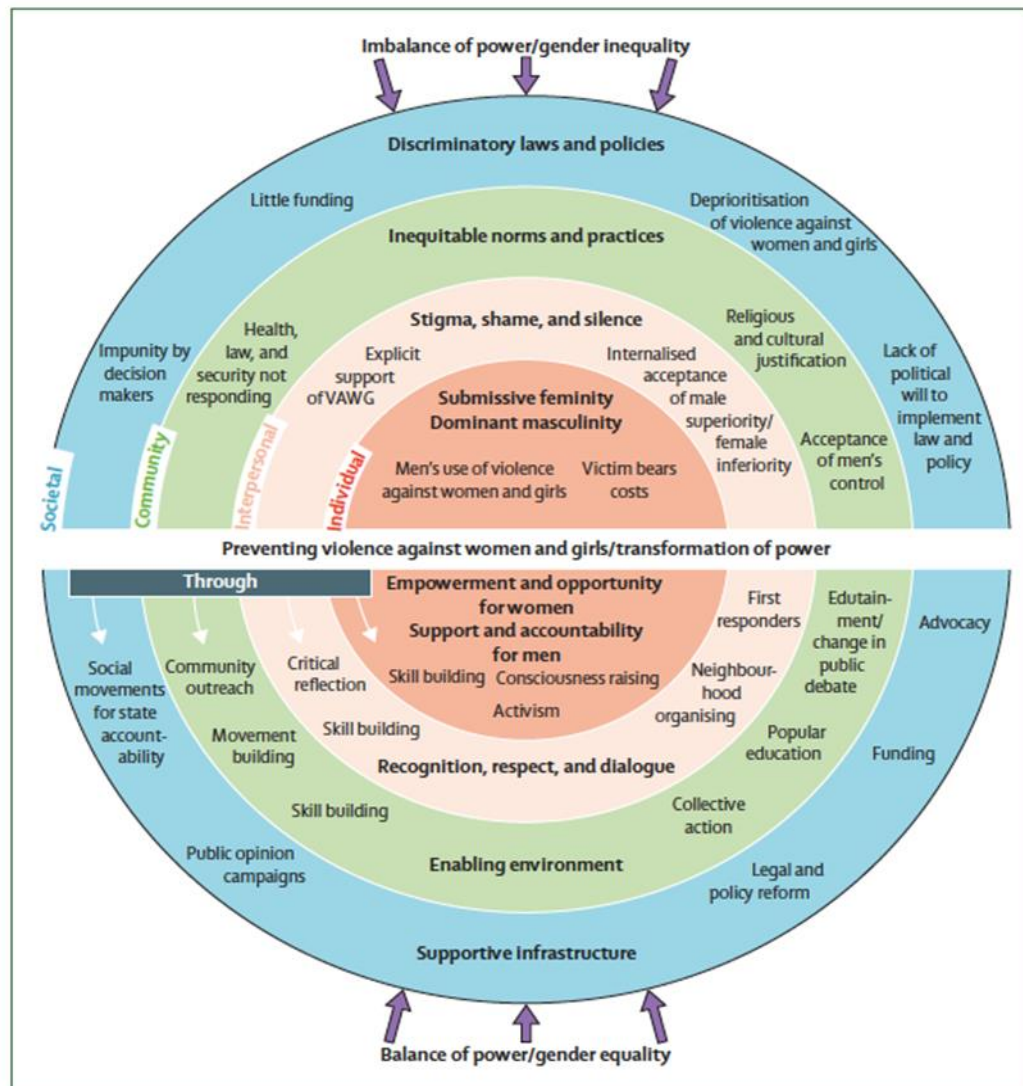 Imbalance of power/gender inequality
Discriminatory laws and policies
Little funding
Deprioritisation
of violence against
women and girls
Inequitable norms and practices
Impunity by
decision
makers
Health,
law, and
security not
responding
Stigma, shame, and silence
Religious
and cultural
justification
Lack of
political
will to
implement
law and
policy
Explicit
support
of VAWG
Internalised
acceptance
of male
superiority/
female
inferiority
Acceptance
of men's
control
Submissive feminity
Dominant masculinity
Men's use of violence
against women and girls
Victim bears
costs
Societal
Community
Interpersonal
Individual
Preventing violence against women and girls/transformation of power
Through
Empowerment and opportunity
for women
Support and accountability
for men
Skill building
Consciousness raising
Activism
Social
movements
for state
account-
ability
Community
outreach
Critical
reflection
First
responders
Edutain-
ment/
change in
public
debate
Advocacy
Movement
building
Skill building
Neighbour-
hood
organising
Recognition, respect, and dialogue
Popular
education
Funding
Skill building
Collective
action
Public opinion
campaigns
Enabling environment
Legal and
policy reform
Supportive infrastructure
Balance of power/gender equality